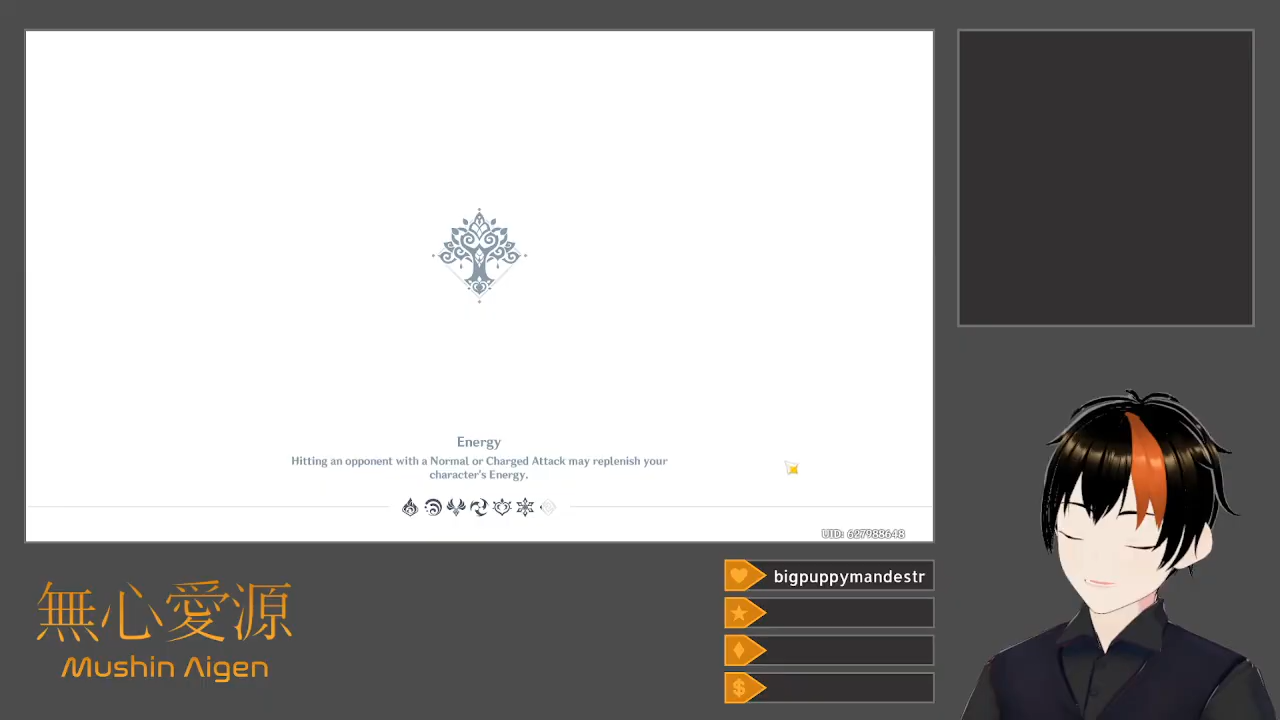 Energy
Hitting an opponent with a Normal or Charged Attack may replenish your
character's Energy.
UID: 627988648
bigpuppymandestr
無心愛源
Mushin Aigen